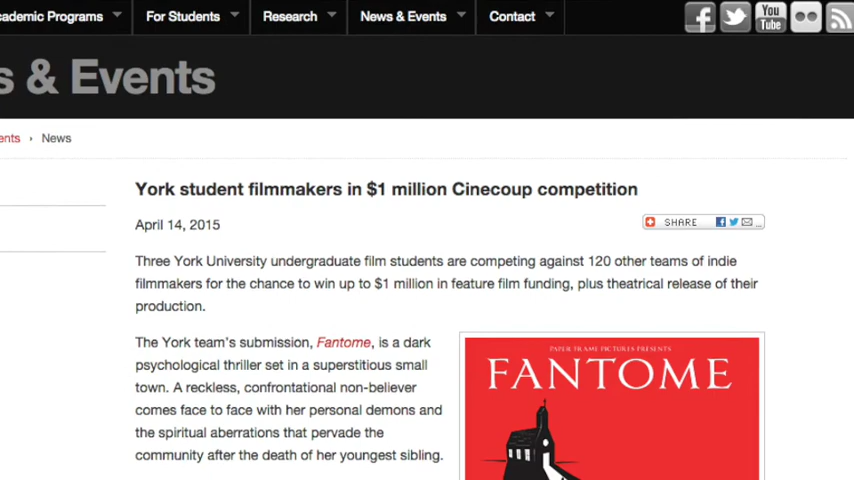 cademic Programs For Students Research News & Events Contact
You
Tube
s & Events
ents › News
York student filmmakers in $1 million Cinecoup competition
April 14, 2015
SHARE ...
Three York University undergraduate film students are competing against 120 other teams of indie
filmmakers for the chance to win up to $1 million in feature film funding, plus theatrical release of their
production.
The York team's submission, Fantome, is a dark
psychological thriller set in a superstitious small
town. A reckless, confrontational non-believer
comes face to face with her personal demons and
the spiritual aberrations that pervade the
community after the death of her youngest sibling.
PAPER FRAME PICTURES PRESENTS
FANTOME